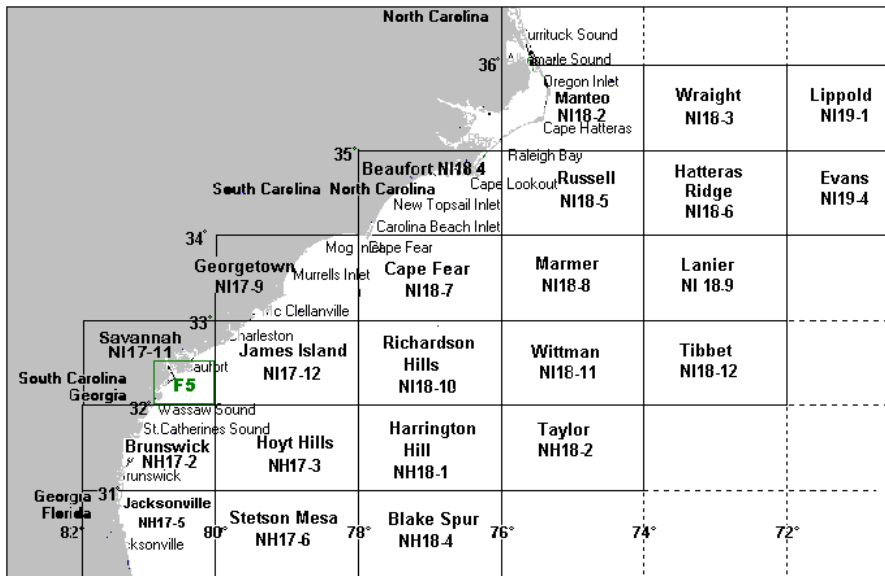 North Carolina
urrituck Sound
marle Sound
36°
Oregon Inlet
Manteo
NI18-2
Wraight
NI18-3
Lippold
NI19-1
Cape Hatteras
35°
Raleigh Bay
Beaufort NI18 4
South Carolina North Carolina
Cape Lookout
Russell
NI18-5
Hatteras
Ridge
NI18-6
Evans
NI19-4
New Topsail Inlet
Carolina Beach Inlet
34°
Mog Inlet
Cape Fear
Georgetown
NI17-9
Murrells Inlet
Cape Fear
NI18-7
Marmer
NI18-8
Lanier
NI 18.9
Mc Clellanville
33°
Savannah
NI17-11
Charleston
James Island
NI17-12
Richardson
Hills
NI18-10
Wittman
NI18-11
Tibbet
NI18-12
aufort
F5
South Carolina
Georgia
32°
Wassaw Sound
St.Catherines Sound
Brunswick
NH17-2
Hoyt Hills
NH17-3
Harrington
Hill
NH18-1
Taylor
NH18-2
runswick
31°
Georgia
Florida
Jacksonville
NH17-5
Stetson Mesa
NH17-6
Blake Spur
NH18-4
82°
80°
78°
76°
74°
72°
cksonville